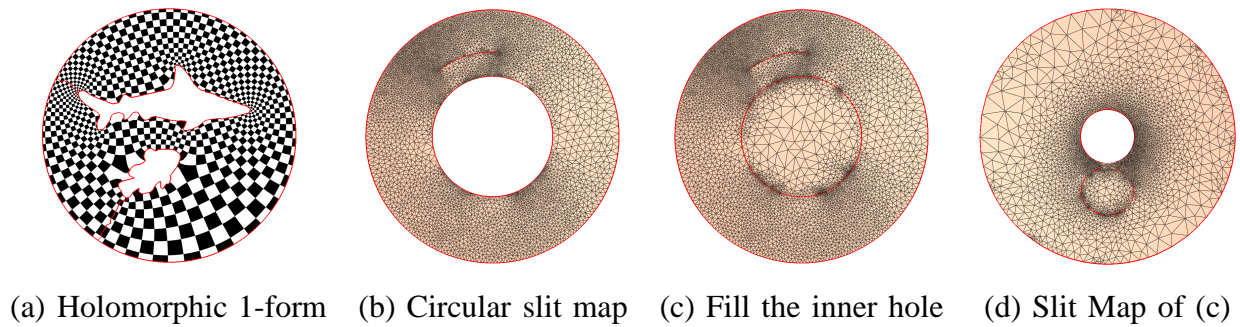 (a) Holomorphic 1-form (b) Circular slit map (c) Fill the inner hole (d) Slit Map of (c)